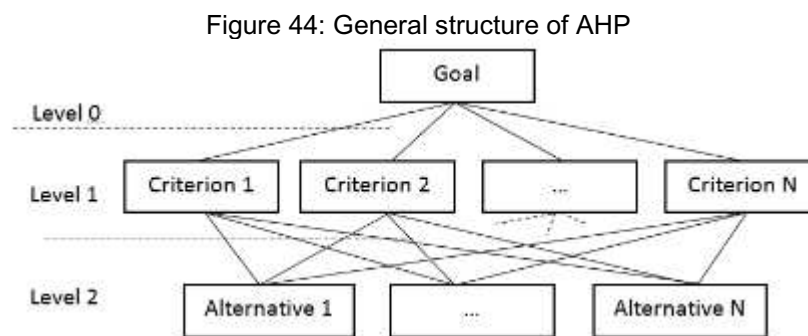 Figure 44: General structure of AHP
Goal
Level 0
Level 1
Criterion 1
Criterion 2
...
Criterion N
Level 2
Alternative 1
...
Alternative N